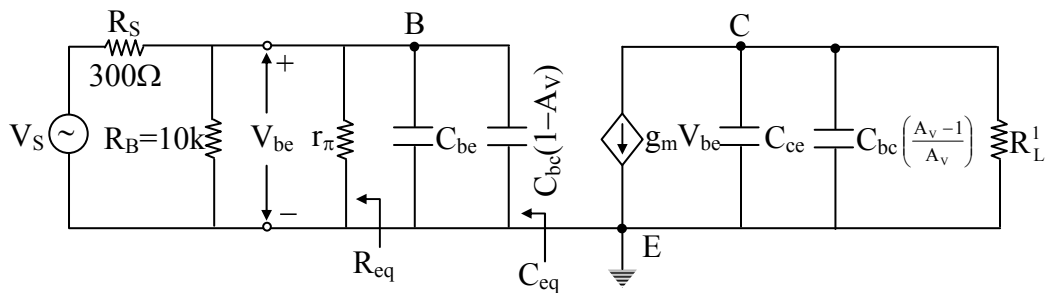 R_S
300Ω
V_S
~
R_B=10k
+
V_be
−
r_π
R_eq
B
C_be
C_bc(1−A_V)
C_eq
C
g_mV_be
C_ce
C_bc((A_V −1)/A_V)
R_L^1
E